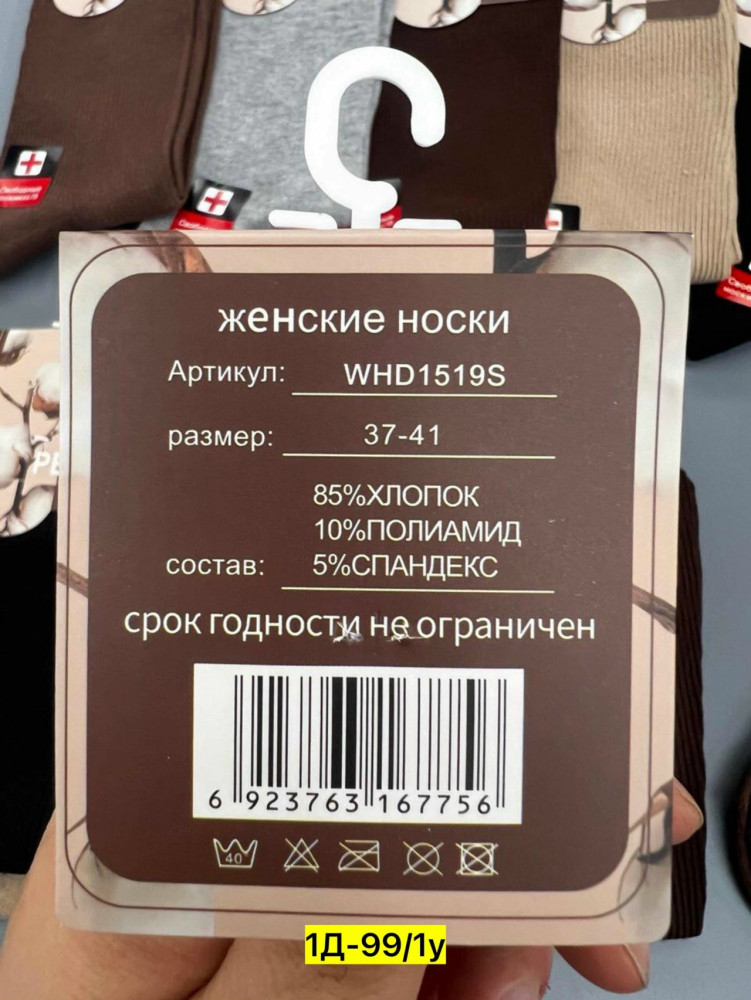 женские носки
Артикул: WHD1519S
размер: 37-41
85%ХЛОПОК
10%ПОЛИАМИД
состав: 5%СПАНДЕКС
срок годности не ограничен
6 923763 167756
40
1Д-99/1у